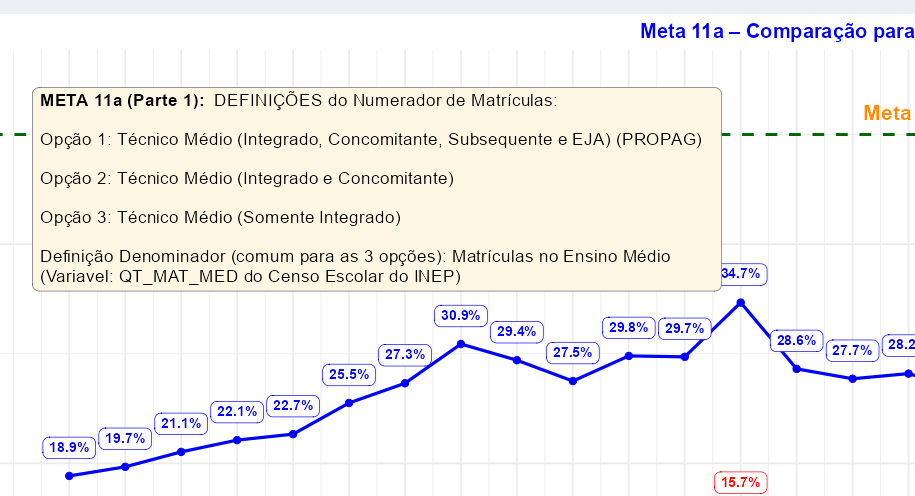 Meta 11a – Comparação para
META 11a (Parte 1):  DEFINIÇÕES do Numerador de Matrículas:
Meta
Opção 1: Técnico Médio (Integrado, Concomitante, Subsequente e EJA) (PROPAG)
Opção 2: Técnico Médio (Integrado e Concomitante)
Opção 3: Técnico Médio (Somente Integrado)
Definição Denominador (comum para as 3 opções): Matrículas no Ensino Médio
(Variavel: QT_MAT_MED do Censo Escolar do INEP)
34.7%
30.9%
29.4%
29.8%
29.7%
28.6%
28.2
27.5%
27.7%
27.3%
25.5%
22.7%
22.1%
21.1%
19.7%
18.9%
15.7%